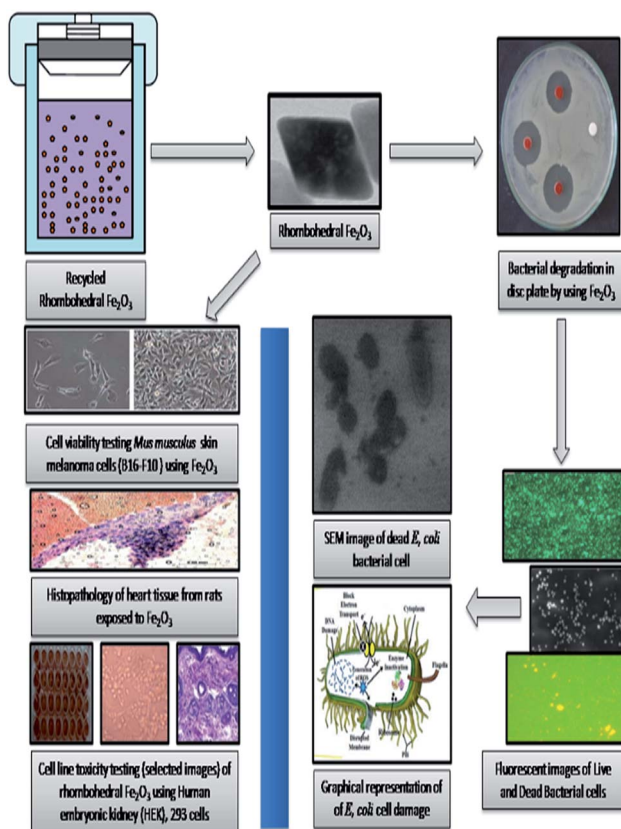 Recycled
Rhombohedral Fe₂O₃
Rhombohedral Fe₂O₃
Bacterial degradation in
disc plate by using Fe₂O₃
Cell viability testing Mus musculus skin
melanoma cells (B16-F10) using Fe₂O₃
Histopathology of heart tissue from rats
exposed to Fe₂O₃
Cell line toxicity testing (selected images) of
rhombohedral Fe₂O₃ using Human
embryonic kidney (HEK), 293 cells
SEM image of dead E, coli
bacterial cell
Block
Electron
Transport
DNA
Damage
Cytoplasm
Enzyme
Inactivation
Generation
of ROS
Flagella
Disrupted
Membrane
Ribosomes
Pili
Graphical representation of
of E, coli cell damage
Fluorescent images of Live
and Dead Bacterial cells